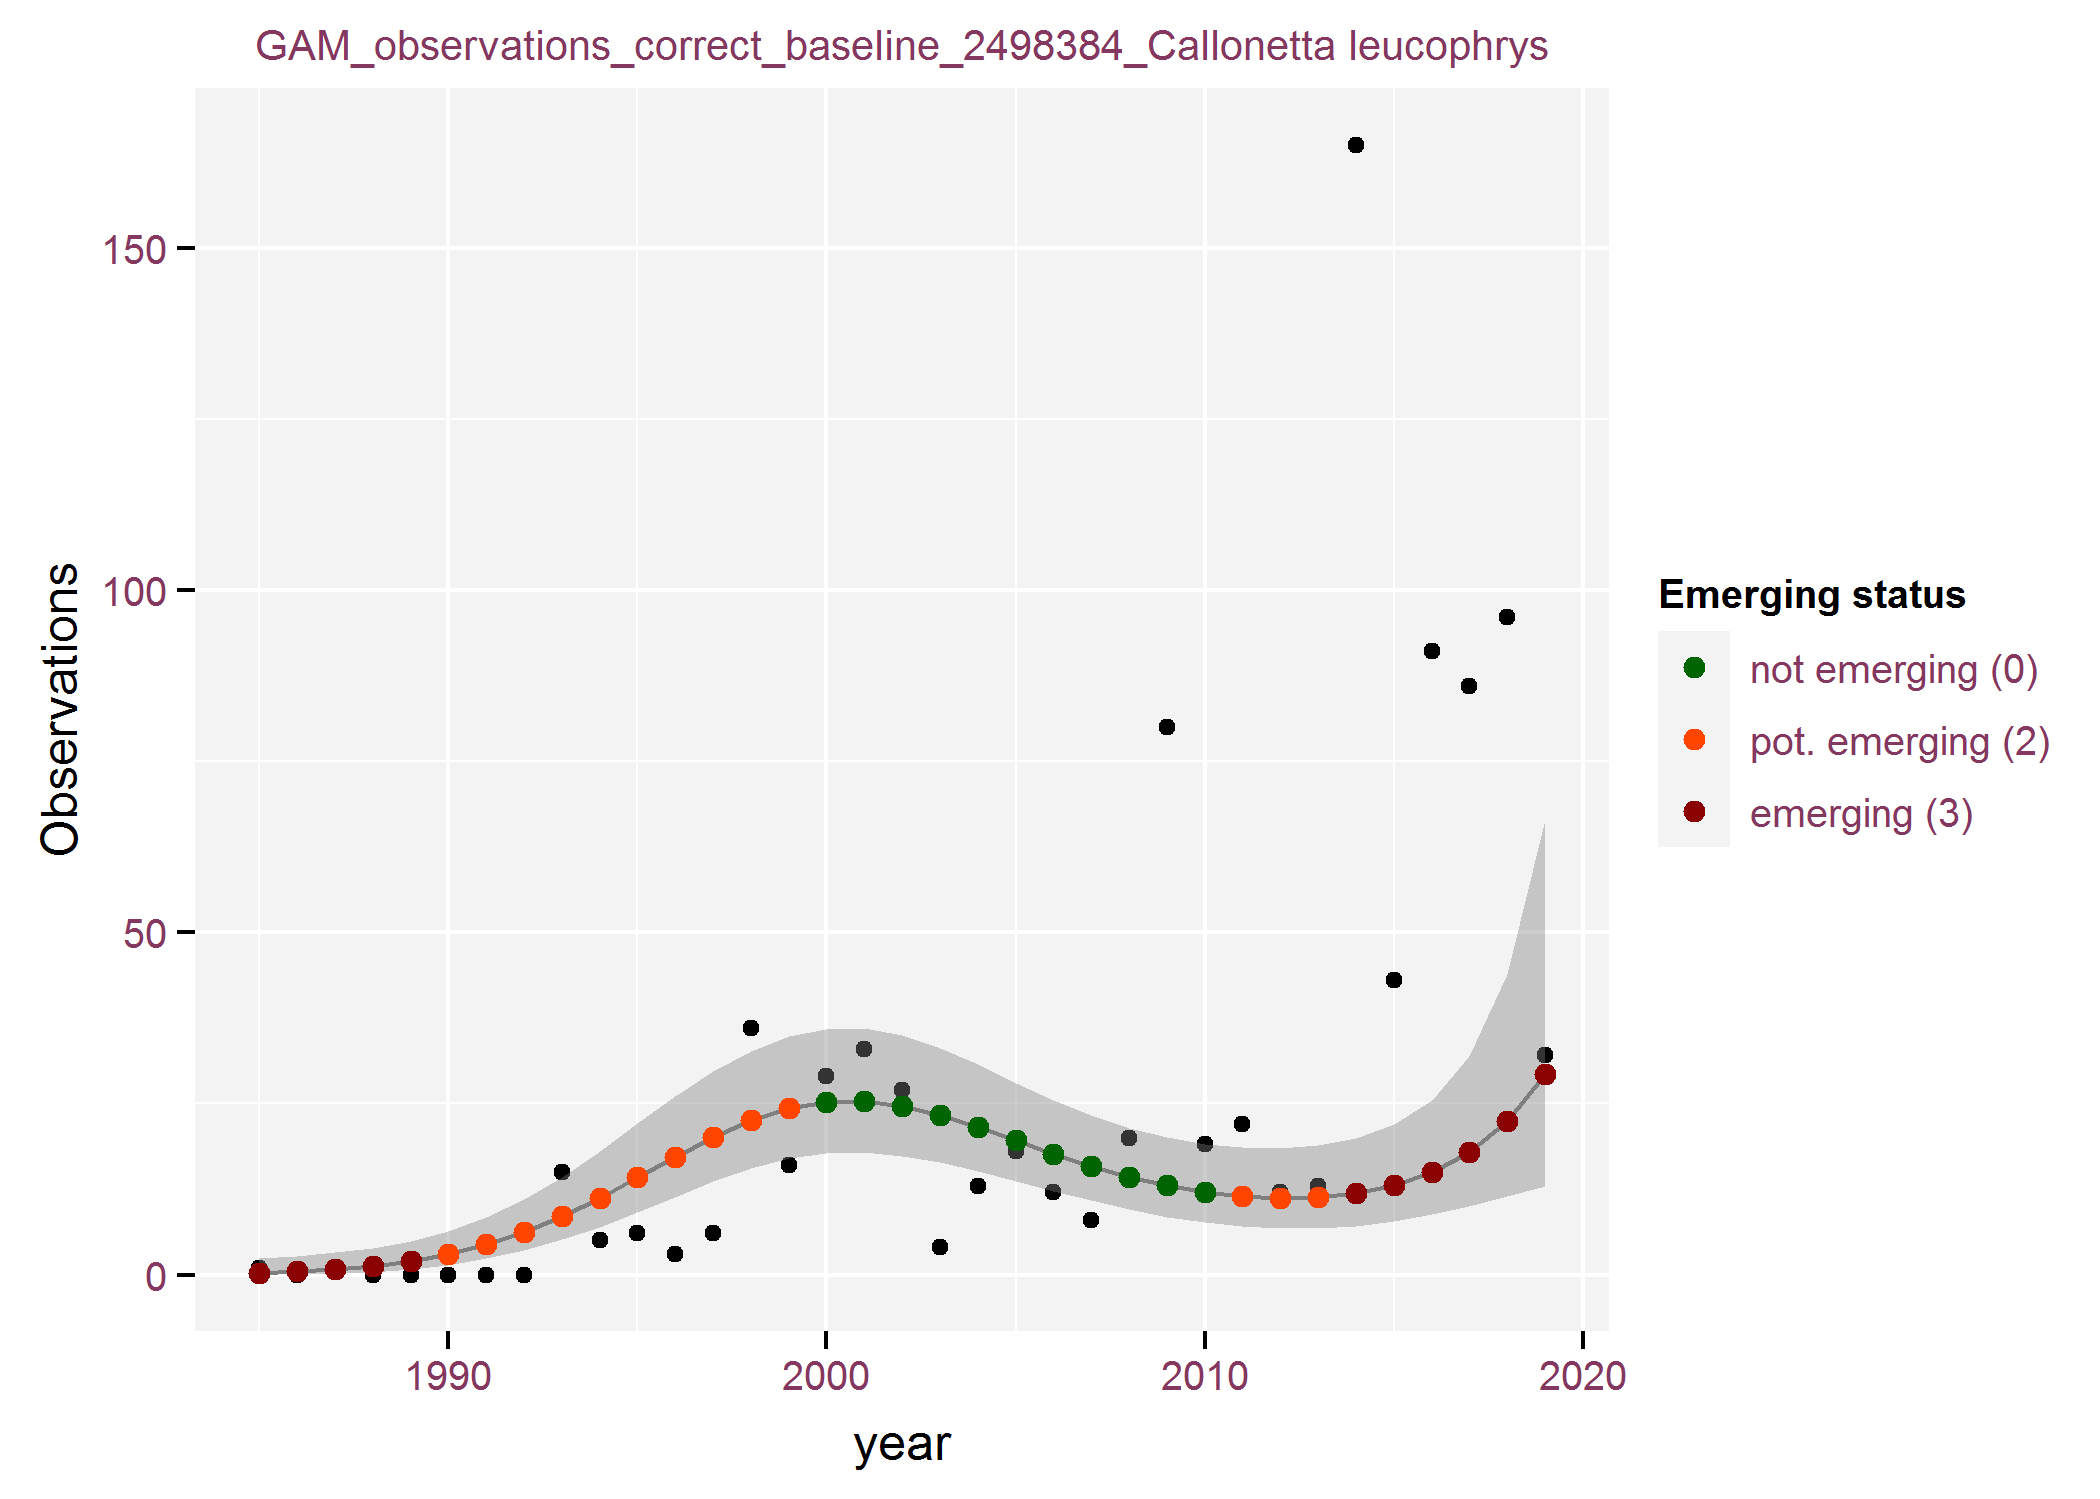 GAM_observations_correct_baseline_2498384_Callonetta leucophrys
Observations
150
100
50
0
1990
2000
2010
2020
year
Emerging status
not emerging (0)
pot. emerging (2)
emerging (3)